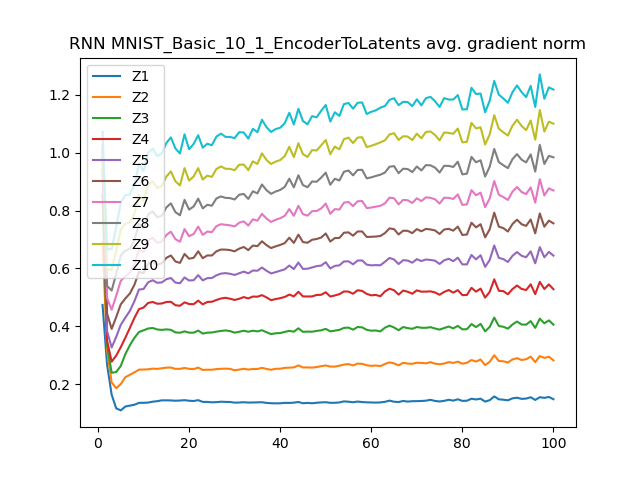 RNN MNIST_Basic_10_1_EncoderToLatents avg. gradient norm
Z1
Z2
Z3
Z4
Z5
Z6
Z7
Z8
Z9
Z10
1.2
1.0
0.8
0.6
0.4
0.2
0 20 40 60 80 100